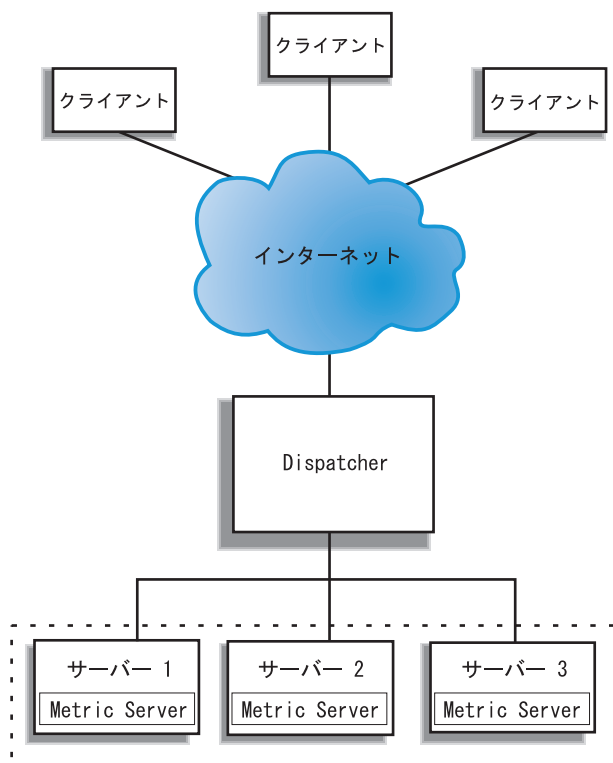 クライアント
クライアント
クライアント
インターネット
Dispatcher
サーバー 1
Metric Server
サーバー 2
Metric Server
サーバー 3
Metric Server